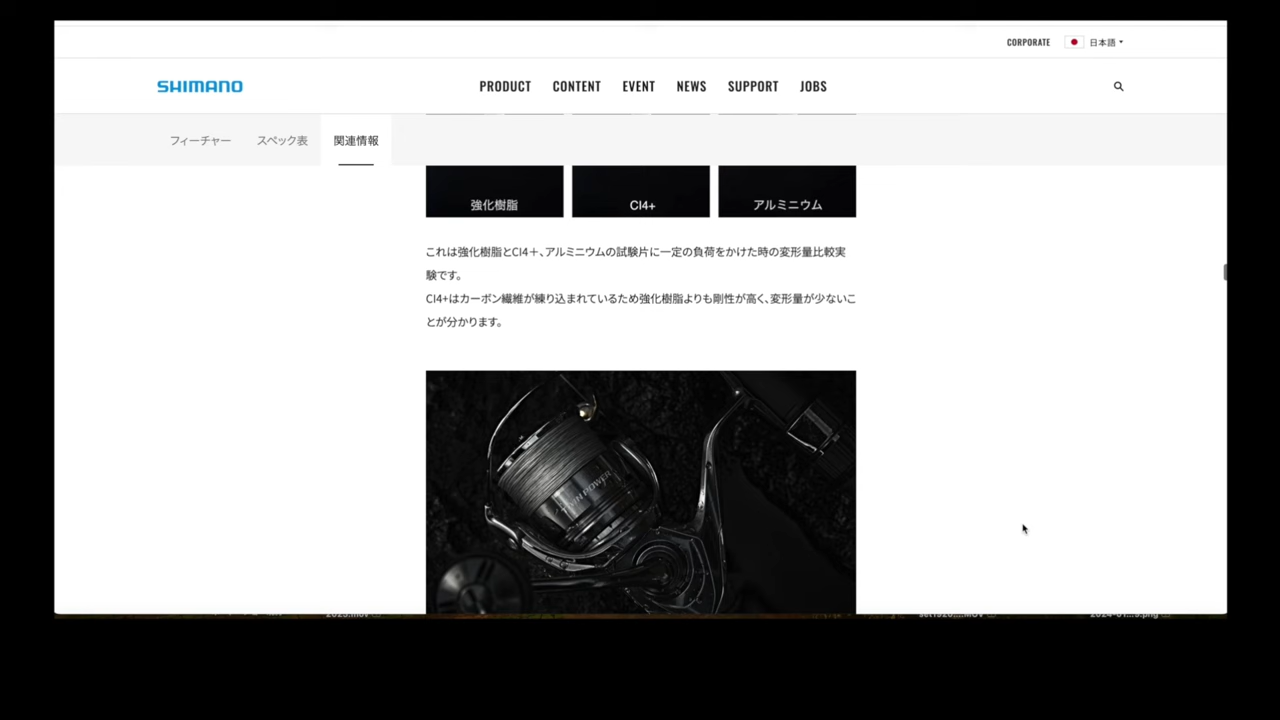 CORPORATE 日本語
SHIMANO PRODUCT CONTENT EVENT NEWS SUPPORT JOBS
フィーチャー スペック表 関連情報
強化樹脂 CI4+ アルミニウム
これは強化樹脂とCI4＋、アルミニウムの試験片に一定の負荷をかけた時の変形量比較実
験です。
CI4+はカーボン繊維が練り込まれているため強化樹脂よりも剛性が高く、変形量が少ないこ
とが分かります。
POWER